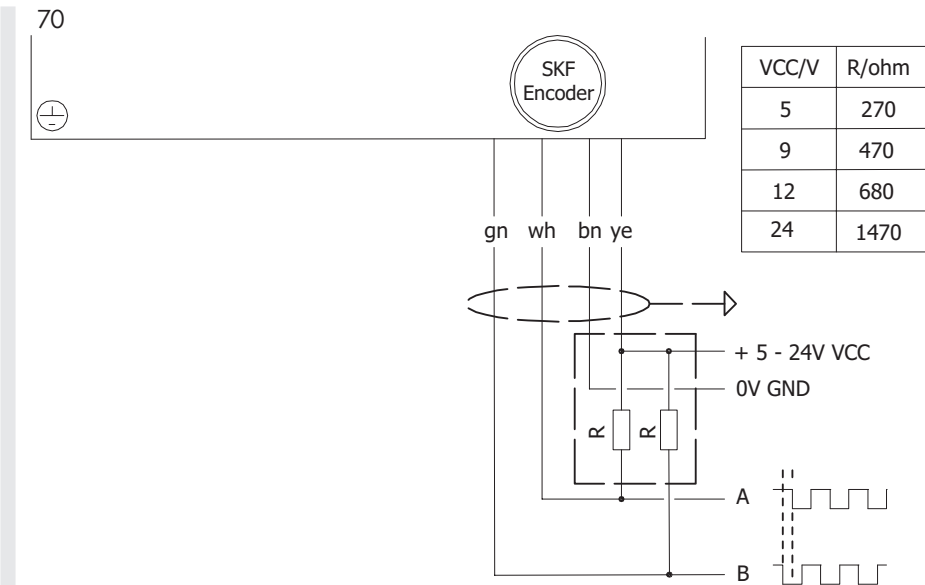 70
SKF
Encoder
VCC/V R/ohm
5 270
9 470
12 680
24 1470
gn wh bn ye
+ 5 - 24V VCC
0V GND
R R
A
B